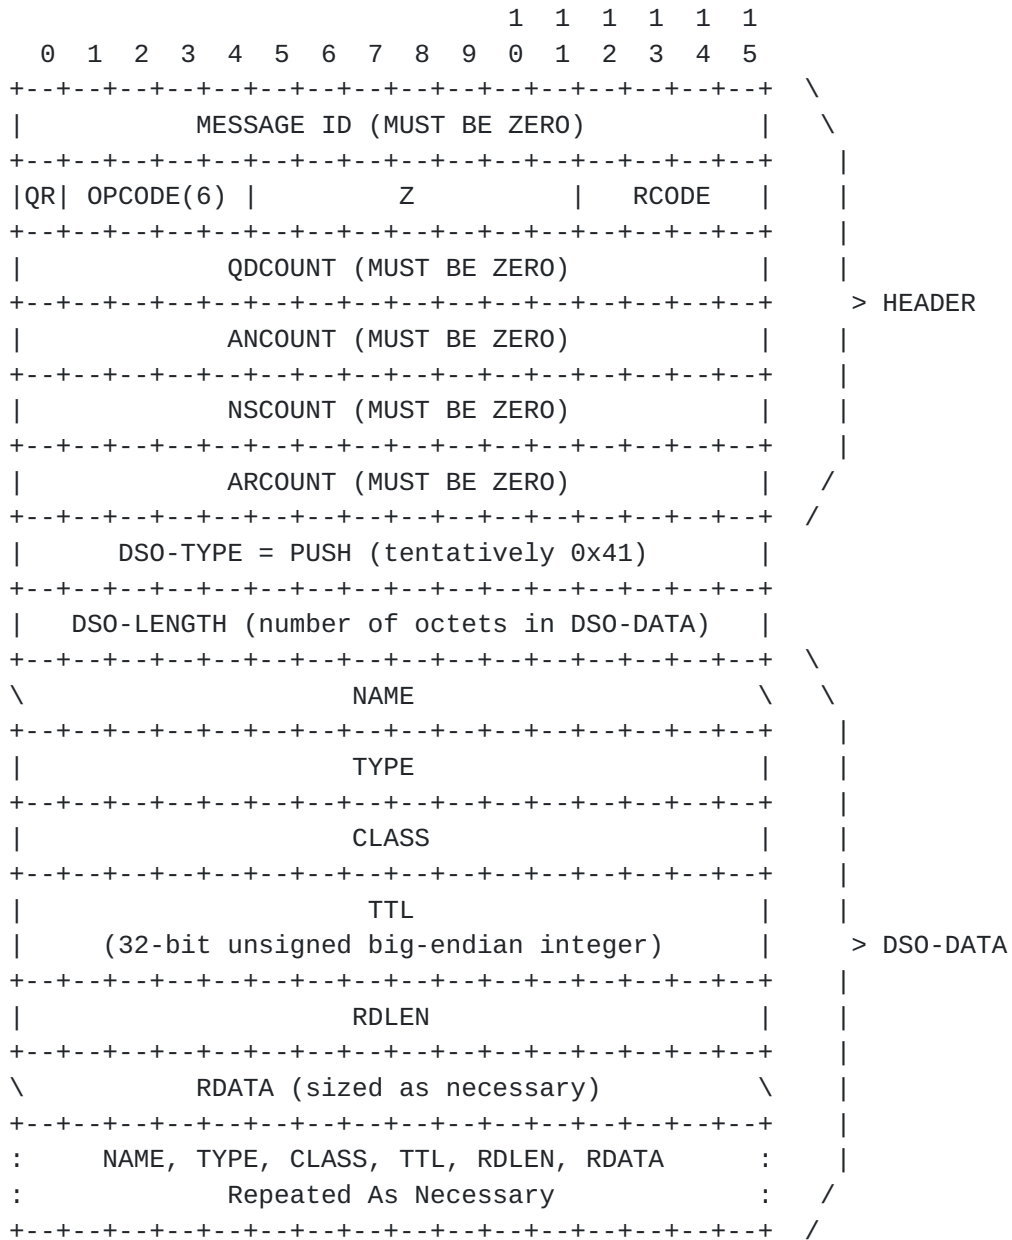 1  1  1  1  1  1
  0  1  2  3  4  5  6  7  8  9  0  1  2  3  4  5
+--+--+--+--+--+--+--+--+--+--+--+--+--+--+--+--+  \
|           MESSAGE ID (MUST BE ZERO)           |   \
+--+--+--+--+--+--+--+--+--+--+--+--+--+--+--+--+    |
|QR| OPCODE(6) |         Z          |   RCODE   |    |
+--+--+--+--+--+--+--+--+--+--+--+--+--+--+--+--+    |
|             QDCOUNT (MUST BE ZERO)            |    |
+--+--+--+--+--+--+--+--+--+--+--+--+--+--+--+--+     > HEADER
|             ANCOUNT (MUST BE ZERO)            |    |
+--+--+--+--+--+--+--+--+--+--+--+--+--+--+--+--+    |
|             NSCOUNT (MUST BE ZERO)            |    |
+--+--+--+--+--+--+--+--+--+--+--+--+--+--+--+--+    |
|             ARCOUNT (MUST BE ZERO)            |   /
+--+--+--+--+--+--+--+--+--+--+--+--+--+--+--+--+  /
|      DSO-TYPE = PUSH (tentatively 0x41)       |
+--+--+--+--+--+--+--+--+--+--+--+--+--+--+--+--+
|   DSO-LENGTH (number of octets in DSO-DATA)   |
+--+--+--+--+--+--+--+--+--+--+--+--+--+--+--+--+  \
\                     NAME                      \   \
+--+--+--+--+--+--+--+--+--+--+--+--+--+--+--+--+    |
|                     TYPE                      |    |
+--+--+--+--+--+--+--+--+--+--+--+--+--+--+--+--+    |
|                     CLASS                     |    |
+--+--+--+--+--+--+--+--+--+--+--+--+--+--+--+--+    |
|                      TTL                      |    |
|     (32-bit unsigned big-endian integer)      |     > DSO-DATA
+--+--+--+--+--+--+--+--+--+--+--+--+--+--+--+--+    |
|                     RDLEN                     |    |
+--+--+--+--+--+--+--+--+--+--+--+--+--+--+--+--+    |
\           RDATA (sized as necessary)          \    |
+--+--+--+--+--+--+--+--+--+--+--+--+--+--+--+--+    |
:     NAME, TYPE, CLASS, TTL, RDLEN, RDATA      :    |
:             Repeated As Necessary             :   /
+--+--+--+--+--+--+--+--+--+--+--+--+--+--+--+--+  /